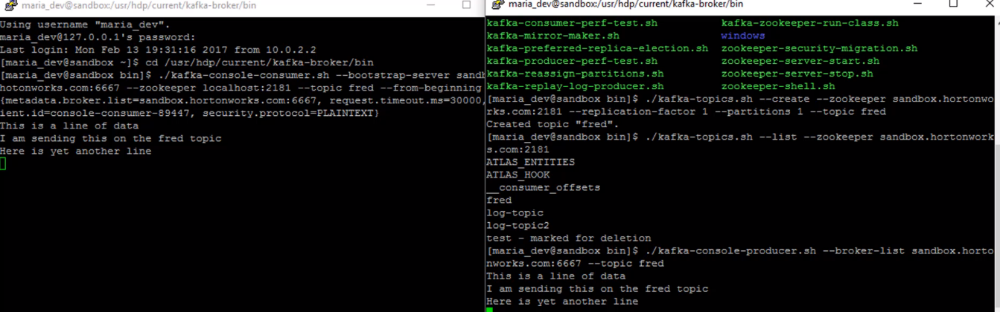 maria_dev@sandbox:/usr/hdp/current/kafka-broker/bin
Using username "maria_dev".
maria_dev@127.0.0.1's password:
Last login: Mon Feb 13 19:31:16 2017 from 10.0.2.2
[maria_dev@sandbox ~]$ cd /usr/hdp/current/kafka-broker/bin
[maria_dev@sandbox bin]$ ./kafka-console-consumer.sh --bootstrap-server sand
hotonworks.com:6667 --zookeeper localhost:2181 --topic fred --from-beginning
{metadata.broker.list=sandbox.hortonworks.com:6667, request.timeout.ms=30000,
ient.id=console-consumer-89447, security.protocol=PLAINTEXT}
This is a line of data
I am sending this on the fred topic
Here is yet another line
maria_dev@sandbox:/usr/hdp/current/kafka-broker/bin
kafka-consumer-perf-test.sh kafka-zookeeper-run-class.sh
kafka-mirror-maker.sh windows
kafka-preferred-replica-election.sh zookeeper-security-migration.sh
kafka-producer-perf-test.sh zookeeper-server-start.sh
kafka-reassign-partitions.sh zookeeper-server-stop.sh
kafka-replay-log-producer.sh zookeeper-shell.sh
[maria_dev@sandbox bin]$ ./kafka-topics.sh --create --zookeeper sandbox.hortonwo
rks.com:2181 --replication-factor 1 --partitions 1 --topic fred
Created topic "fred".
[maria_dev@sandbox bin]$ ./kafka-topics.sh --list --zookeeper sandbox.hortonwork
s.com:2181
ATLAS_ENTITIES
ATLAS_HOOK
__consumer_offsets
fred
log-topic
log-topic2
test - marked for deletion
[maria_dev@sandbox bin]$ ./kafka-console-producer.sh --broker-list sandbox.horto
nworks.com:6667 --topic fred
This is a line of data
I am sending this on the fred topic
Here is yet another line